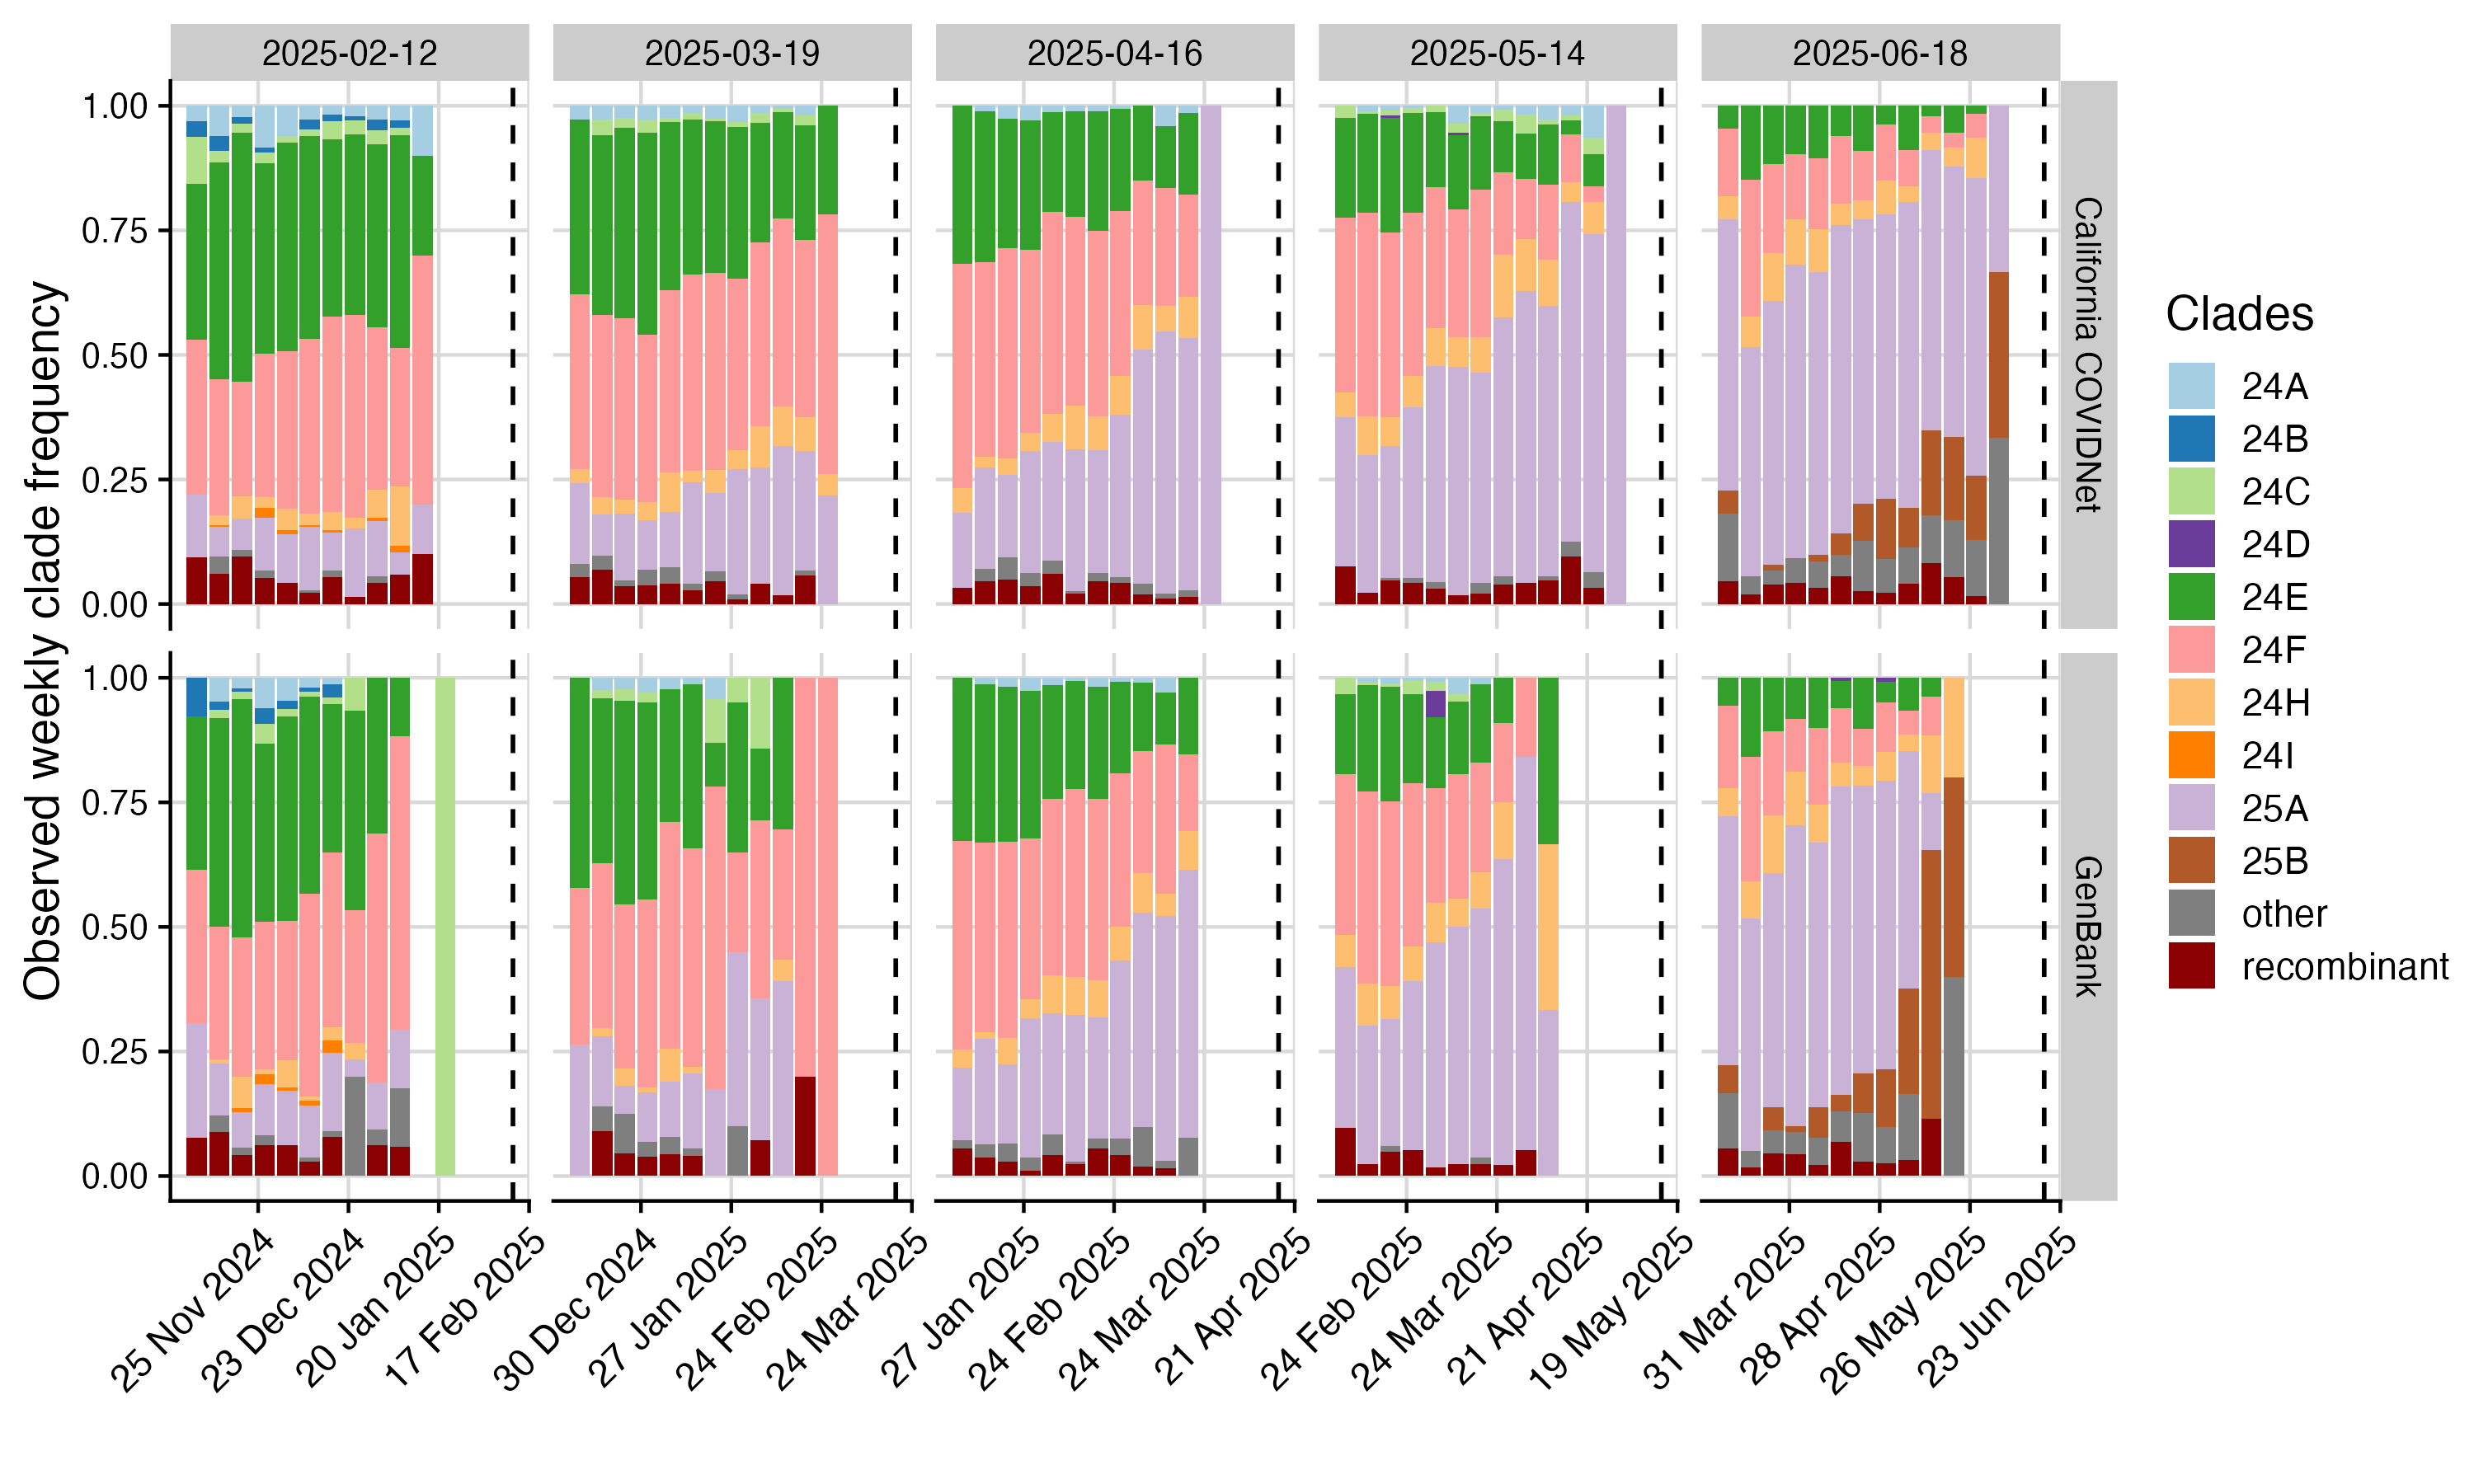 2025-02-12
2025-03-19
2025-04-16
2025-05-14
2025-06-18
Observed weekly clade frequency
1.00
0.75
0.50
0.25
0.00
California COVIDNet
1.00
0.75
0.50
0.25
0.00
GenBank
25 Nov 2024
23 Dec 2024
20 Jan 2025
17 Feb 2025
30 Dec 2024
27 Jan 2025
24 Feb 2025
24 Mar 2025
27 Jan 2025
24 Feb 2025
24 Mar 2025
21 Apr 2025
24 Feb 2025
24 Mar 2025
21 Apr 2025
19 May 2025
31 Mar 2025
28 Apr 2025
26 May 2025
23 Jun 2025
Clades
24A
24B
24C
24D
24E
24F
24H
24I
25A
25B
other
recombinant